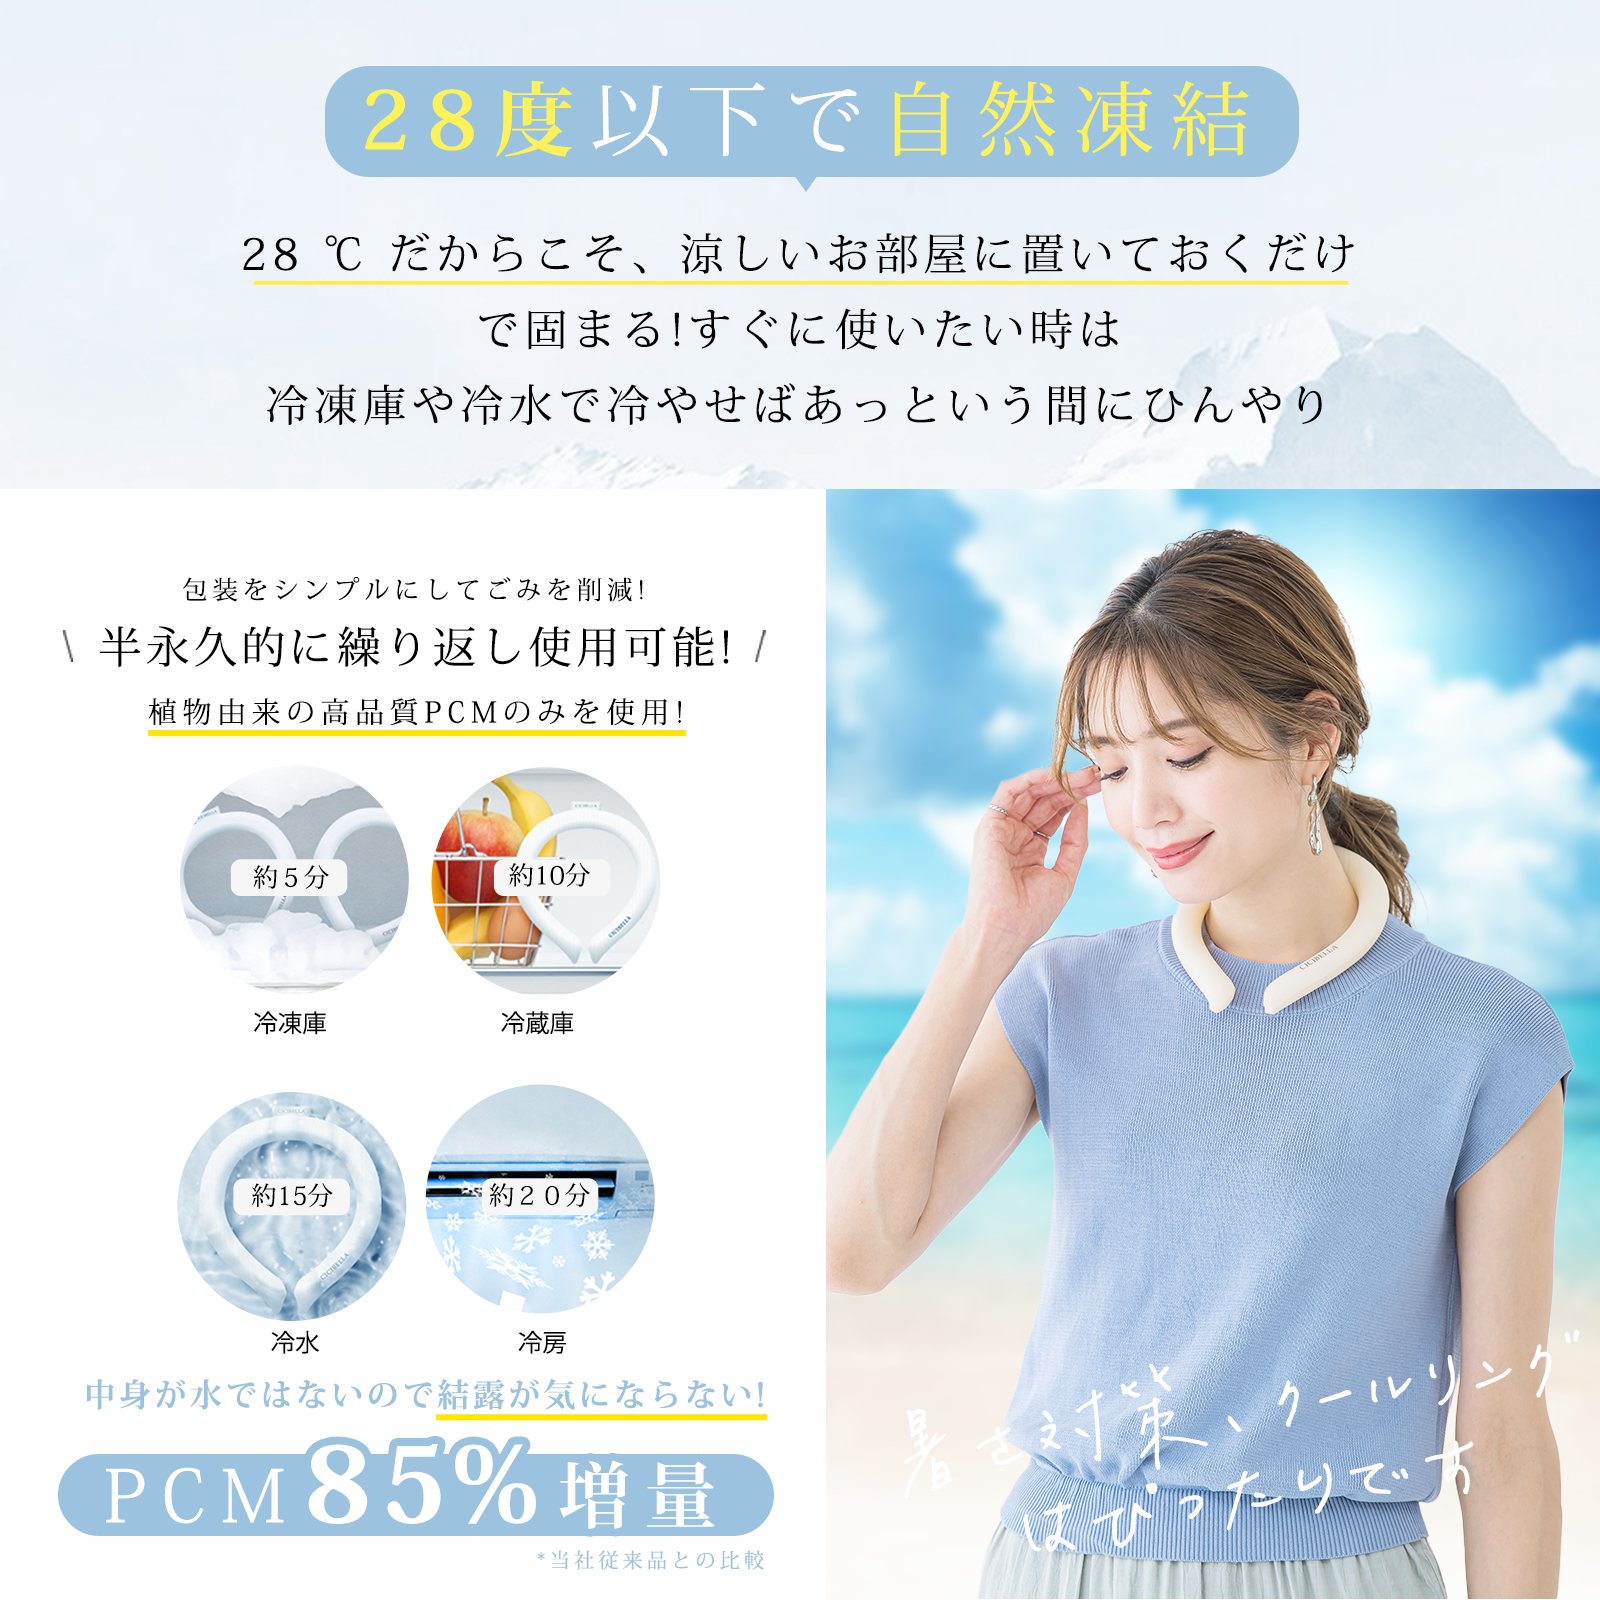 28度以下で自然凍結
28 ℃ だからこそ、涼しいお部屋に置いておくだけ
で固まる!すぐに使いたい時は
冷凍庫や冷水で冷やせばあっという間にひんやり
包装をシンプルにしてごみを削減!
\ 半永久的に繰り返し使用可能! /
植物由来の高品質PCMのみを使用!
CICIBELLA
約5分
冷凍庫
CICIBELLA
約10分
CICIBELLA
冷蔵庫
CICIBELLA
約15分
CICIBELLA
冷水
約20分
冷房
中身が水ではないので結露が気にならない!
PCM85%増量
*当社従来品との比較
CICIBELLA
暑さ対策、クールリング
はぴったりです